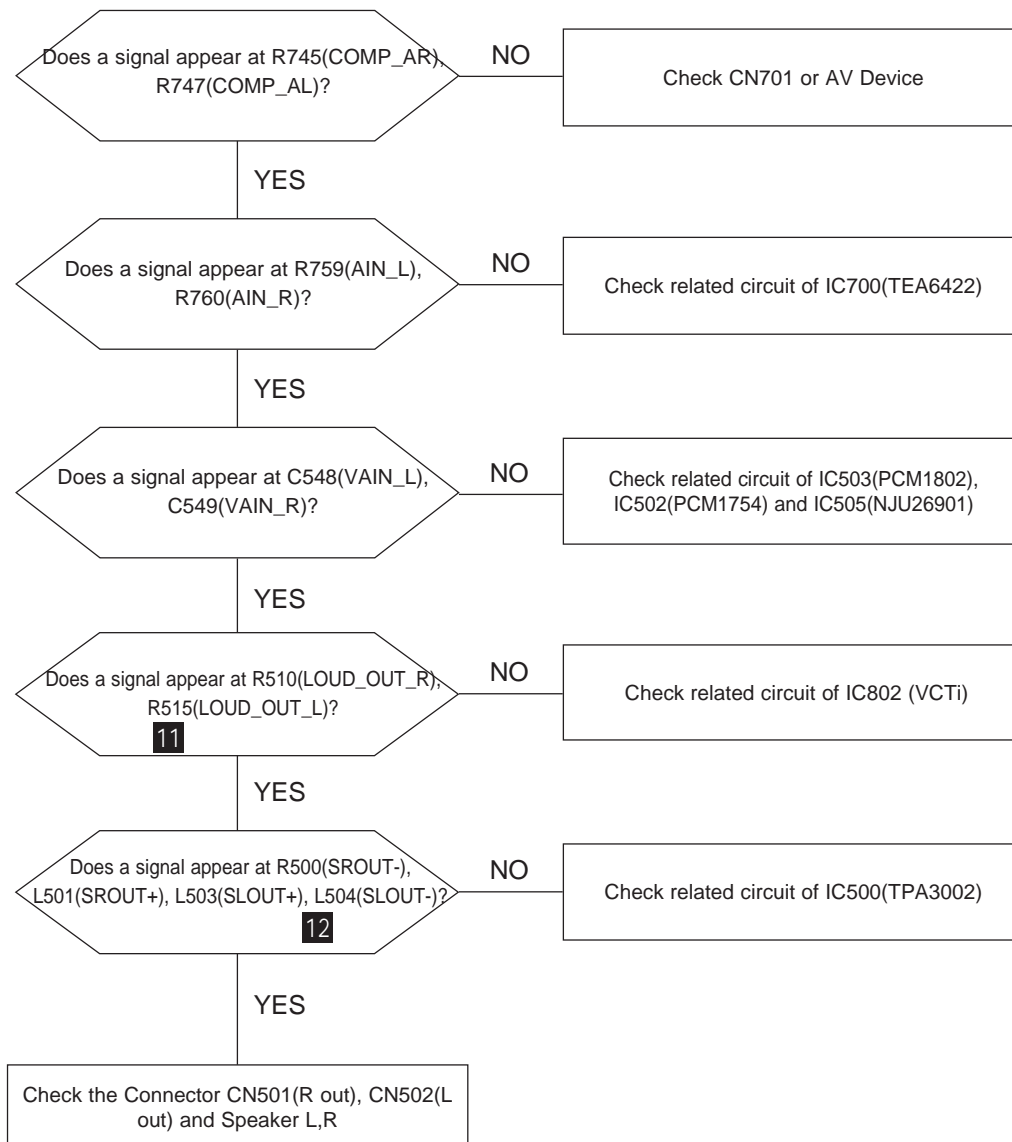 Does a signal appear at R745(COMP_AR),
R747(COMP_AL)?
NO
Check CN701 or AV Device
YES
Does a signal appear at R759(AIN_L),
R760(AIN_R)?
NO
Check related circuit of IC700(TEA6422)
YES
Does a signal appear at C548(VAIN_L),
C549(VAIN_R)?
NO
Check related circuit of IC503(PCM1802),
IC502(PCM1754) and IC505(NJU26901)
YES
Does a signal appear at R510(LOUD_OUT_R),
R515(LOUD_OUT_L)?
11
NO
Check related circuit of IC802 (VCTi)
YES
Does a signal appear at R500(SROUT-),
L501(SROUT+), L503(SLOUT+), L504(SLOUT-)?
12
NO
Check related circuit of IC500(TPA3002)
YES
Check the Connector CN501(R out), CN502(L
out) and Speaker L,R